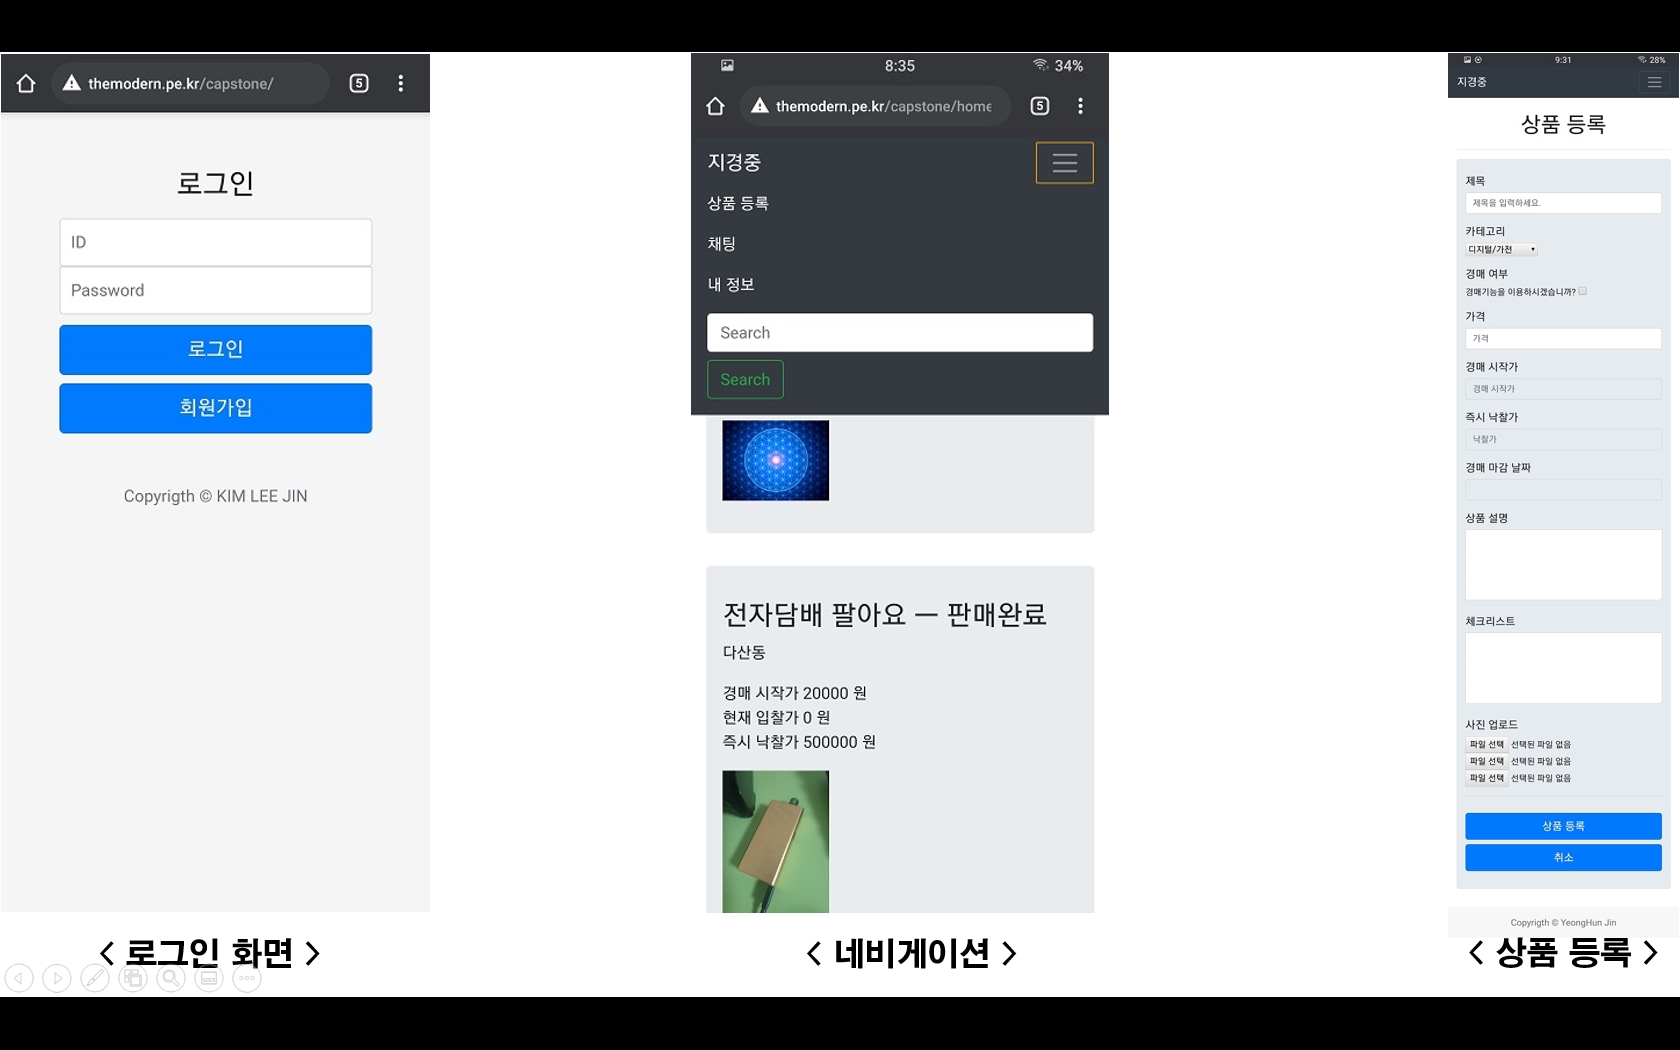 themodern.pe.kr/capstone/
5
로그인
ID
Password
로그인
회원가입
Copyrigth © KIM LEE JIN
< 로그인 화면 >
8:35
34%
themodern.pe.kr/capstone/home
5
지경중
상품 등록
채팅
내 정보
Search
Search
전자담배 팔아요 — 판매완료
다산동
경매 시작가 20000 원
현재 입찰가 0 원
즉시 낙찰가 500000 원
< 네비게이션 >
9:31
28%
지경중
상품 등록
제목
제목을 입력하세요.
카테고리
디지털/가전
경매 여부
경매기능을 이용하시겠습니까?
가격
가격
경매 시작가
경매 시작가
즉시 낙찰가
낙찰가
경매 마감 날짜
상품 설명
체크리스트
사진 업로드
파일 선택 선택된 파일 없음
파일 선택 선택된 파일 없음
파일 선택 선택된 파일 없음
상품 등록
취소
Copyrigth © YeongHun Jin
< 상품 등록 >